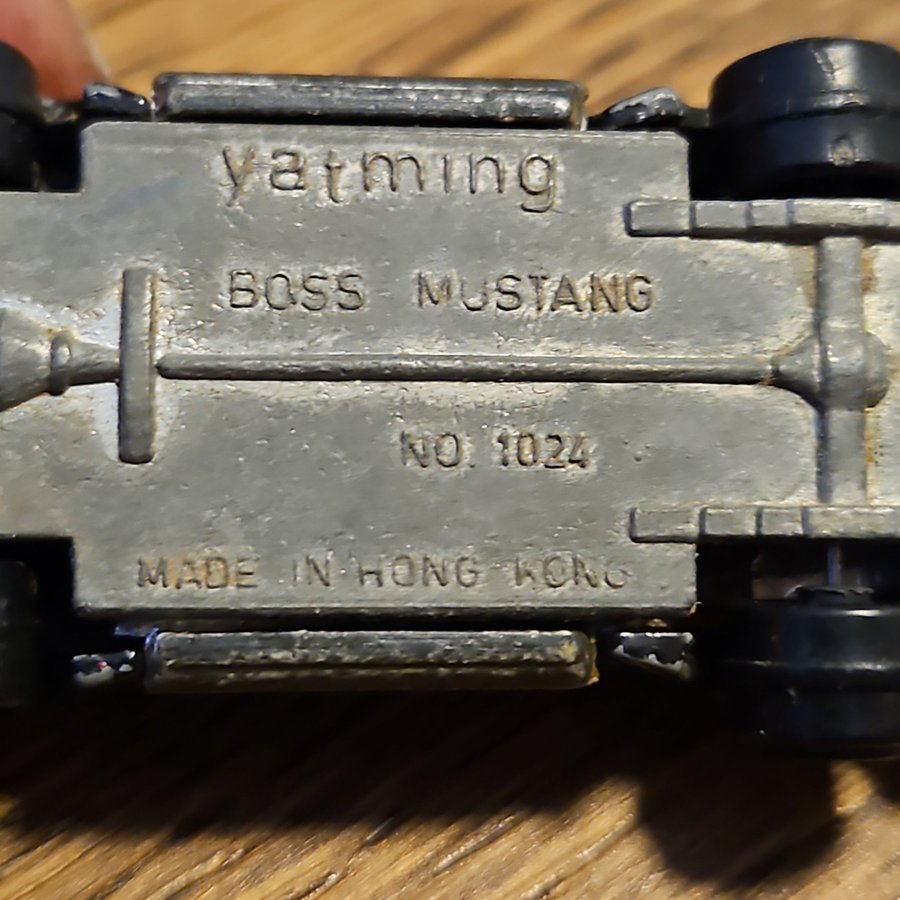 yatming
BOSS MUSTANG
NO. 1024
MADE IN HONG KONG